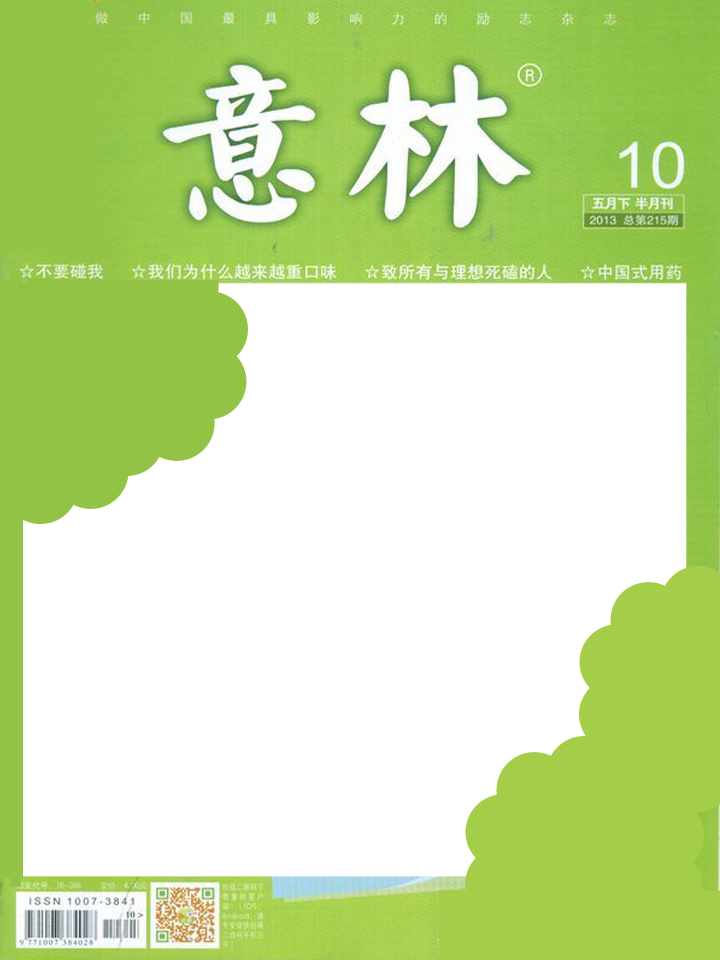 做中国最具影响力的励志杂志
意林®
10
五月下 半月刊
2013 总第215期
☆不要碰我 ☆我们为什么越来越重口味 ☆致所有与理想死磕的人 ☆中国式用药
ISSN 1007-3841
10>
9 771007 384028